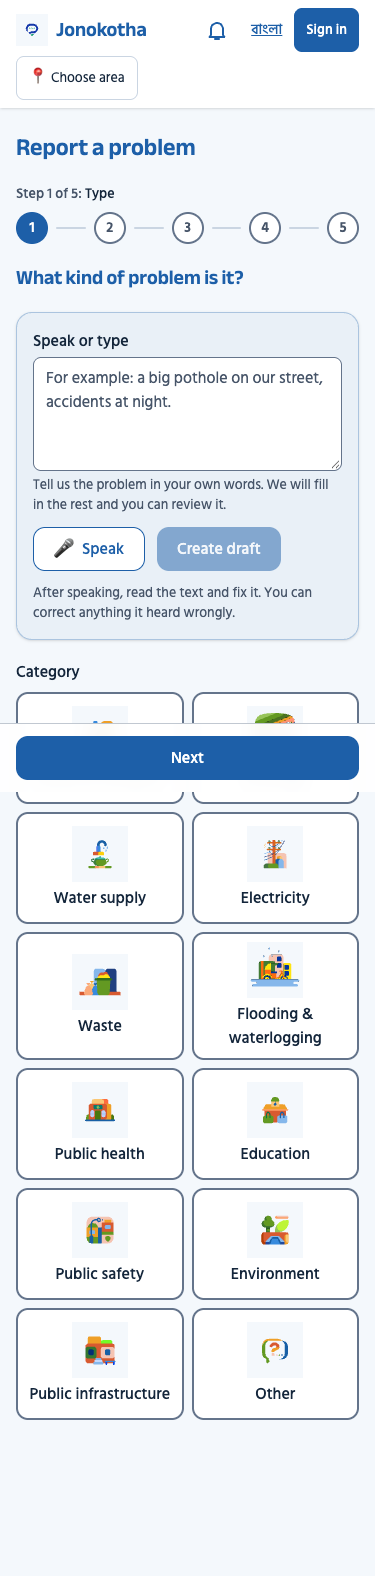 Jonokotha
বাংলা
Sign in
Choose area
Report a problem
Step 1 of 5: Type
1
2
3
4
5
What kind of problem is it?
Speak or type
For example: a big pothole on our street,
accidents at night.
Tell us the problem in your own words. We will fill
in the rest and you can review it.
Speak
Create draft
After speaking, read the text and fix it. You can
correct anything it heard wrongly.
Category
Next
Water supply
Electricity
Waste
Flooding &
waterlogging
Public health
Education
Public safety
Environment
Public infrastructure
Other